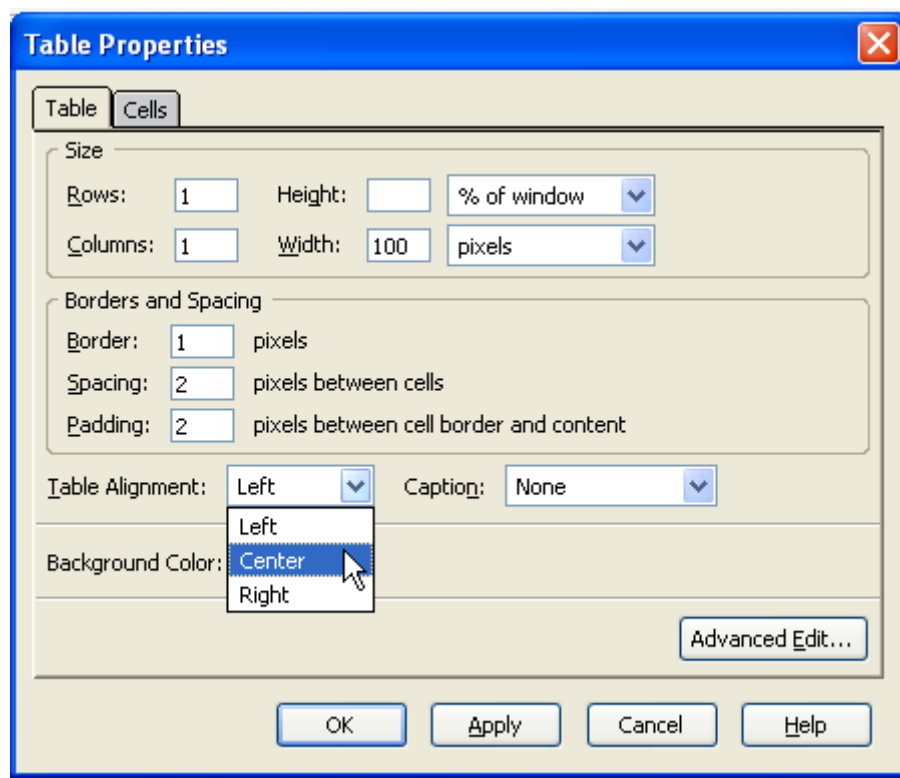 Table Properties
Table Cells
Size
Rows: 1 Height: % of window
Columns: 1 Width: 100 pixels
Borders and Spacing
Border: 1 pixels
Spacing: 2 pixels between cells
Padding: 2 pixels between cell border and content
Table Alignment: Left Caption: None
Left
Background Color: Center
Right
Advanced Edit...
OK Apply Cancel Help